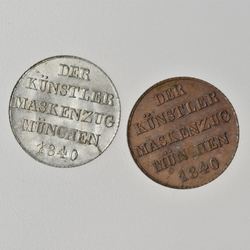 DER
KÜNSTLER
MASKENZUG
MÜNCHEN
1840
DER
KÜNSTLER
MASKENZUG
MÜNCHEN
1840